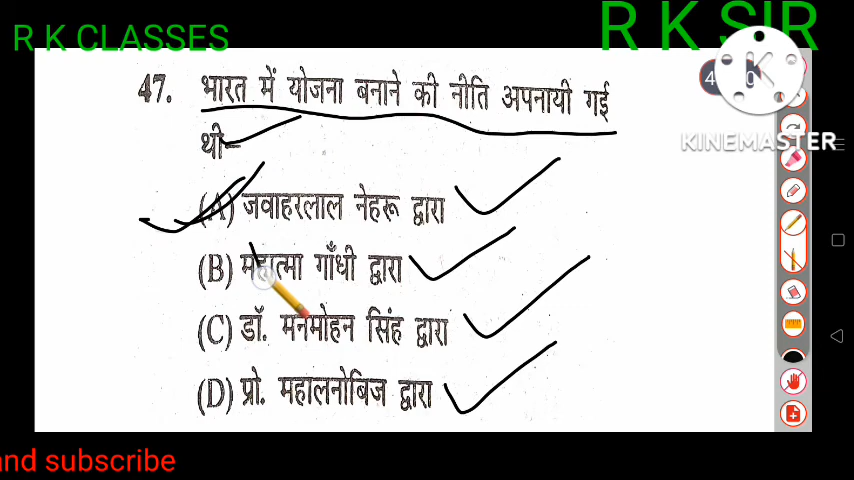 R K CLASSES
R K SIR
47. भारत में योजना बनाने की नीति अपनायी गई
थी–
(A) जवाहरलाल नेहरू द्वारा
(B) महात्मा गाँधी द्वारा
(C) डॉ. मनमोहन सिंह द्वारा
(D) प्रो. महालनोबिज द्वारा
KINEMASTER
and subscribe